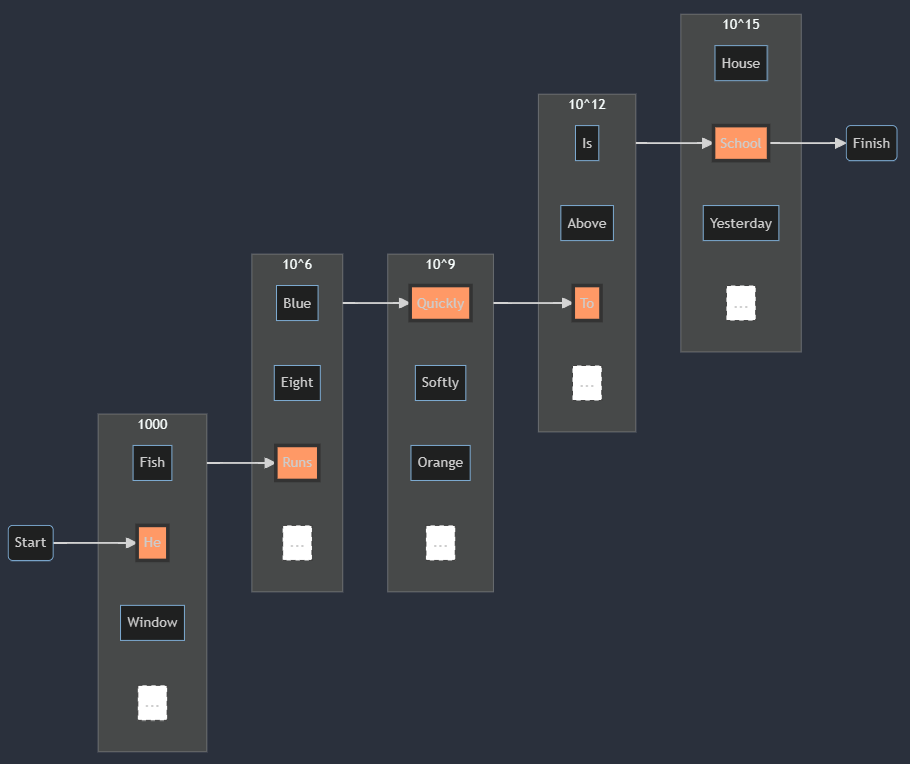 Start
1000
Fish
He
Window
...
10^6
Blue
Eight
Runs
...
10^9
Quickly
Softly
Orange
...
10^12
Is
Above
To
...
10^15
House
School
Yesterday
...
Finish